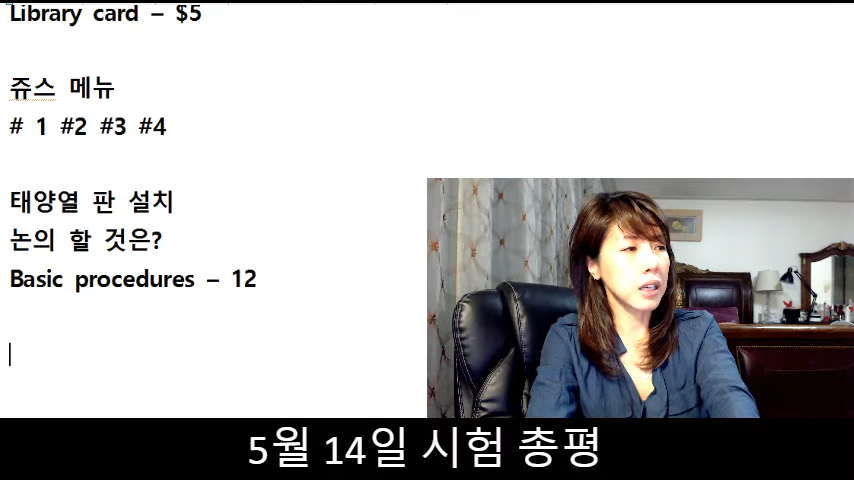 Library card – $5
쥬스 메뉴
# 1 #2 #3 #4
태양열 판 설치
논의 할 것은?
Basic procedures – 12
5월 14일 시험 총평